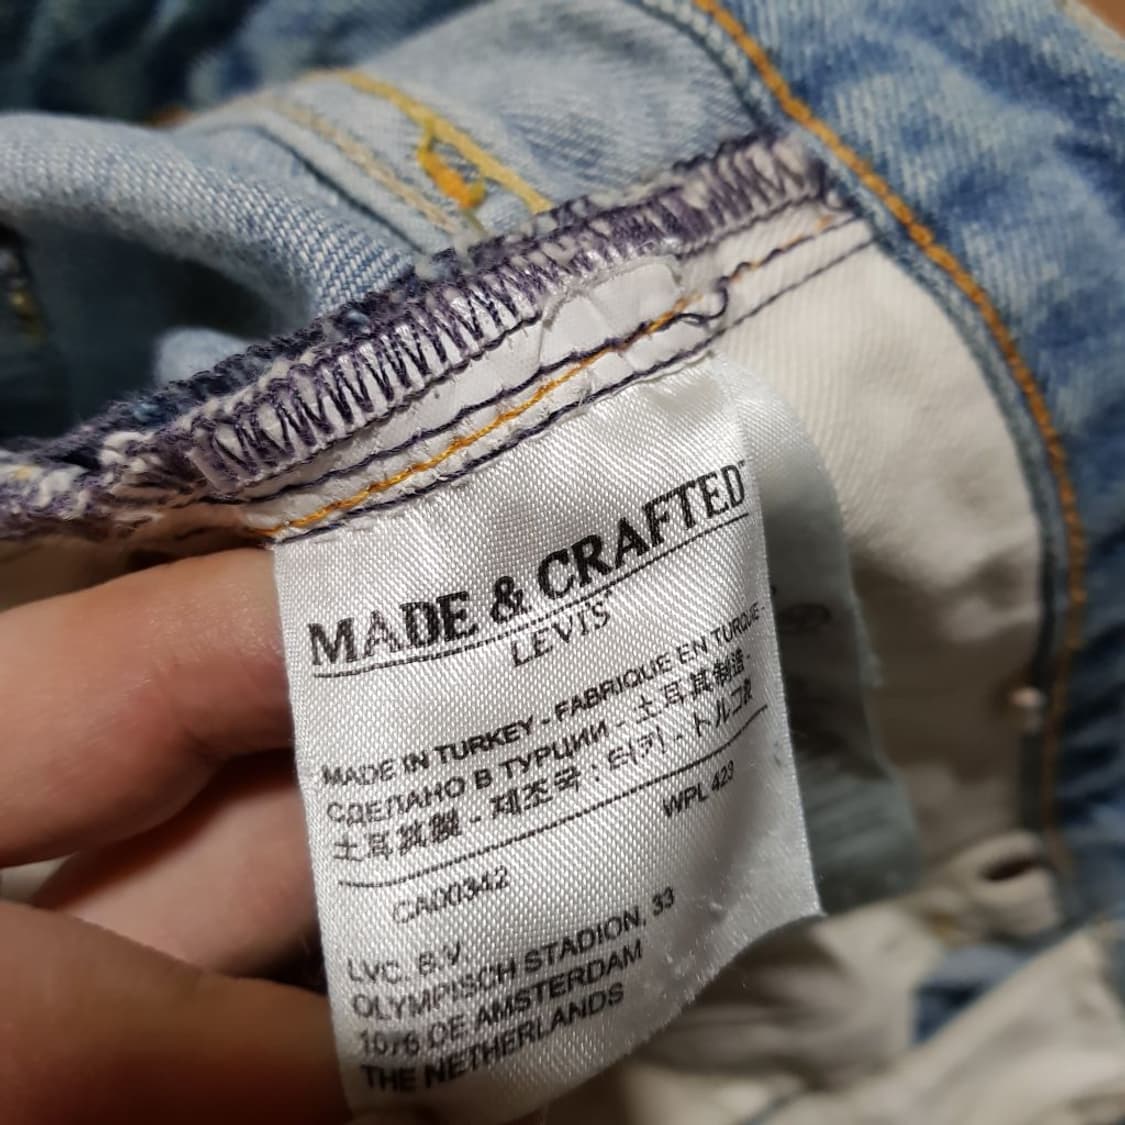 MADE & CRAFTED™
LEVI'S
MADE IN TURKEY - FABRIQUE EN TURQUIE -
СДЕЛАНО В ТУРЦИИ - 土耳其制造 -
土耳其製 - 제조국 : 터키 - トルコ製
WPL 423
CA00342
LVC. B.V.
OLYMPISCH STADION, 33
1076 DE AMSTERDAM
THE NETHERLANDS